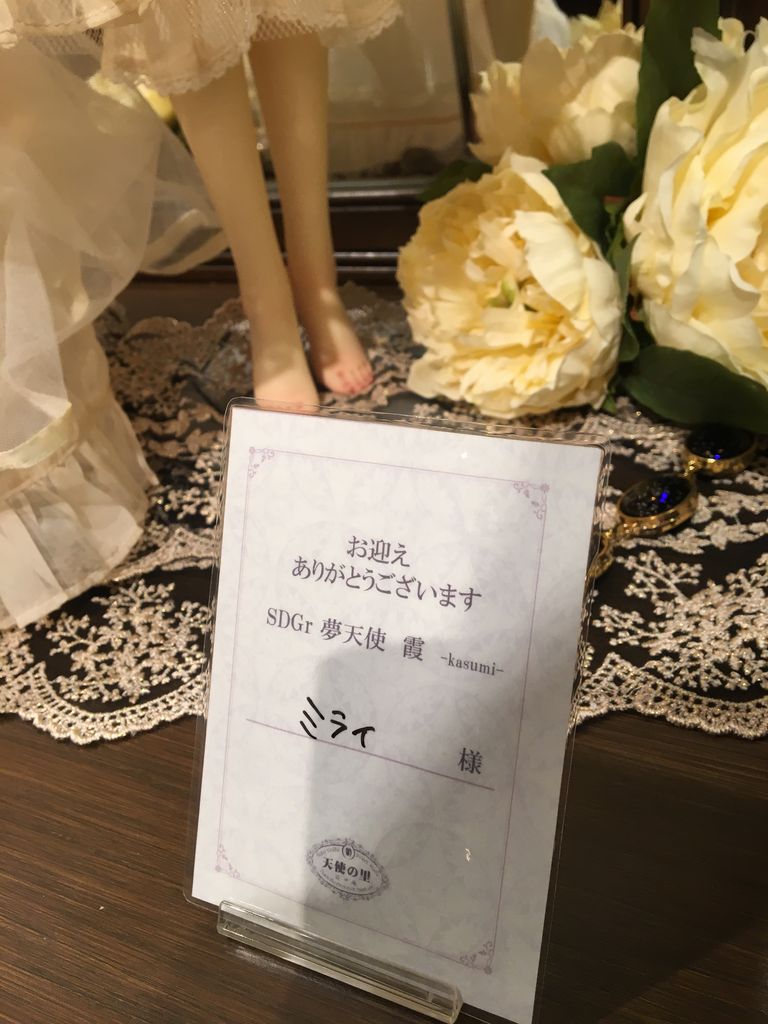 お迎え
ありがとうございます
SDGr 夢天使 霞 -kasumi-
ミライ 様
天使の里